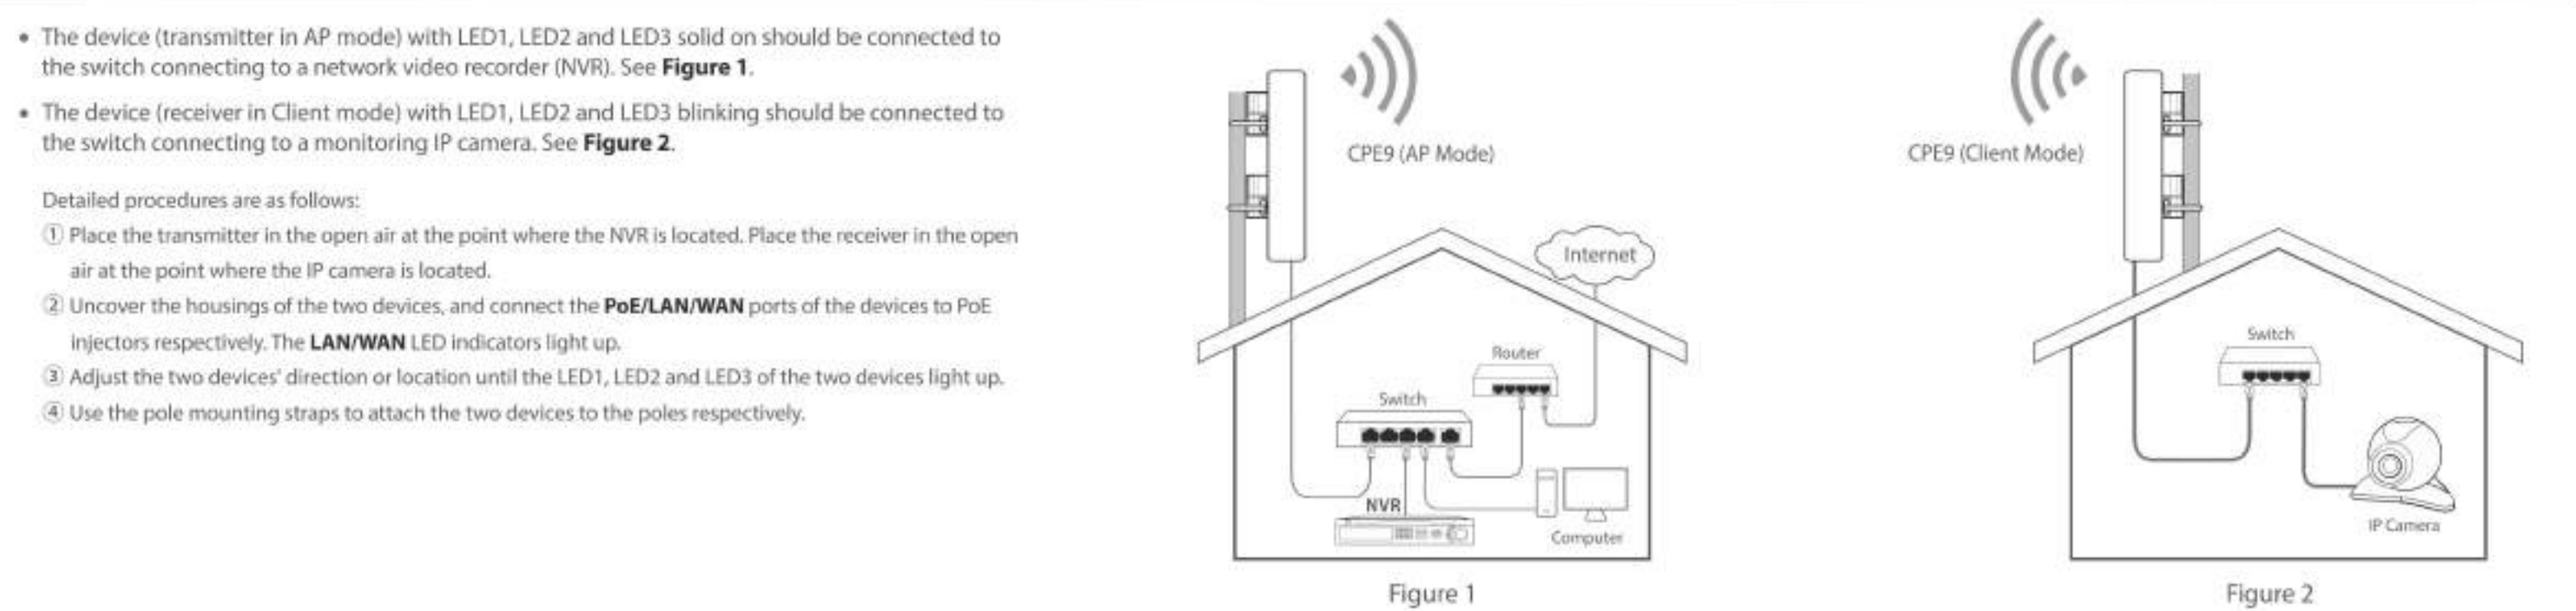 • The device (transmitter in AP mode) with LED1, LED2 and LED3 solid on should be connected to
the switch connecting to a network video recorder (NVR). See Figure 1.
• The device (receiver in Client mode) with LED1, LED2 and LED3 blinking should be connected to
the switch connecting to a monitoring IP camera. See Figure 2.
Detailed procedures are as follows:
① Place the transmitter in the open air at the point where the NVR is located. Place the receiver in the open
air at the point where the IP camera is located.
② Uncover the housings of the two devices, and connect the PoE/LAN/WAN ports of the devices to PoE
injectors respectively. The LAN/WAN LED indicators light up.
③ Adjust the two devices' direction or location until the LED1, LED2 and LED3 of the two devices light up.
④ Use the pole mounting straps to attach the two devices to the poles respectively.
CPE9 (AP Mode)
Internet
Router
Switch
NVR
Computer
Figure 1
CPE9 (Client Mode)
Switch
IP Camera
Figure 2